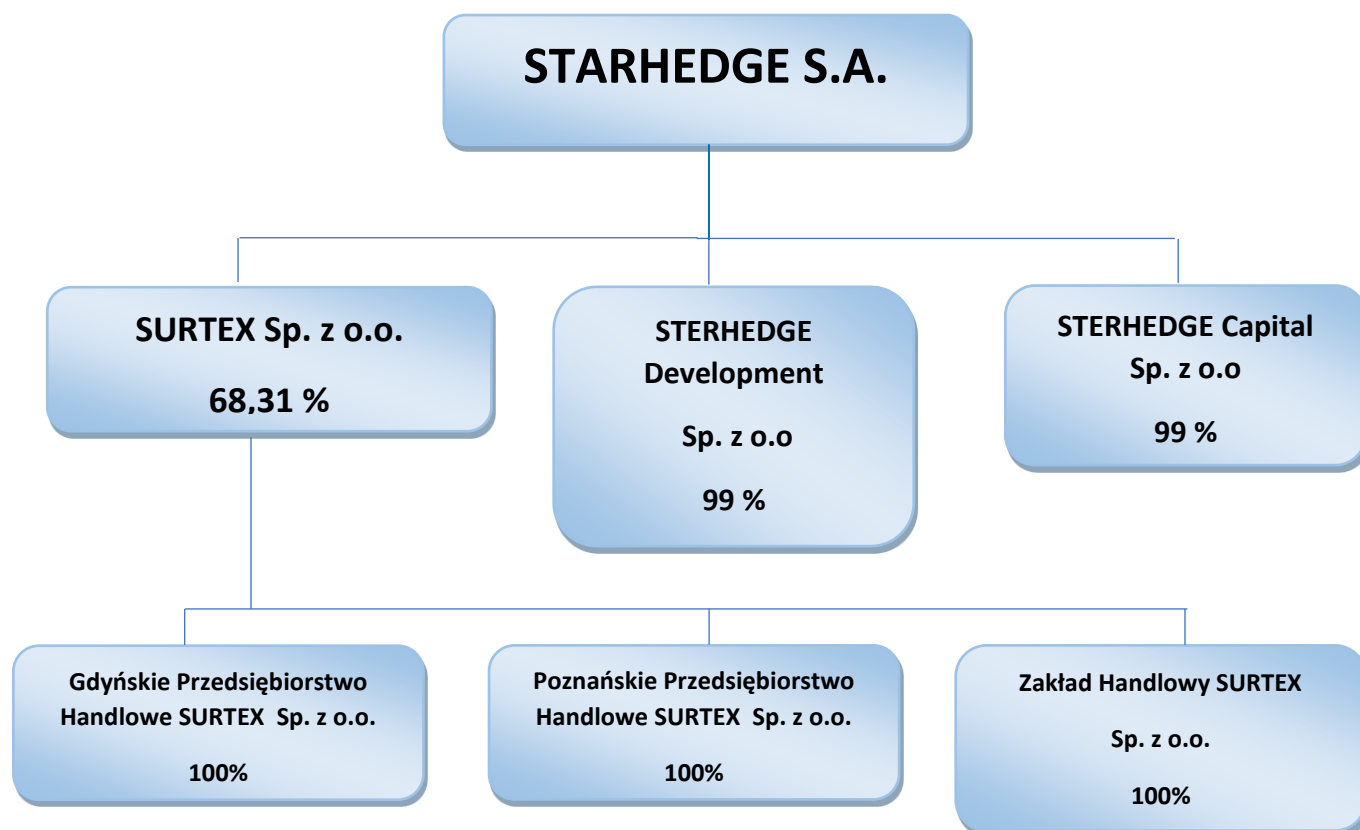 STARHEDGE S.A.
SURTEX Sp. z o.o.
68,31 %
STERHEDGE
Development
Sp. z o.o
99 %
STERHEDGE Capital
Sp. z o.o
99 %
Gdyńskie Przedsiębiorstwo
Handlowe SURTEX Sp. z o.o.
100%
Poznańskie Przedsiębiorstwo
Handlowe SURTEX Sp. z o.o.
100%
Zakład Handlowy SURTEX
Sp. z o.o.
100%